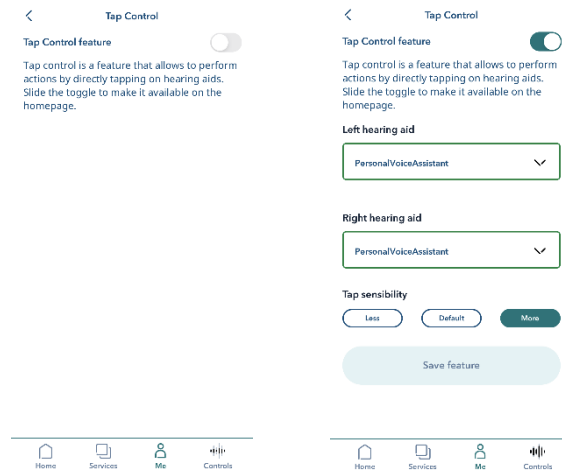 Tap Control
Tap Control feature
Tap control is a feature that allows to perform
actions by directly tapping on hearing aids.
Slide the toggle to make it available on the
homepage.
Home Services Me Controls
Tap Control
Tap Control feature
Tap control is a feature that allows to perform
actions by directly tapping on hearing aids.
Slide the toggle to make it available on the
homepage.
Left hearing aid
PersonalVoiceAssistant
Right hearing aid
PersonalVoiceAssistant
Tap sensibility
Less Default More
Save feature
Home Services Me Controls